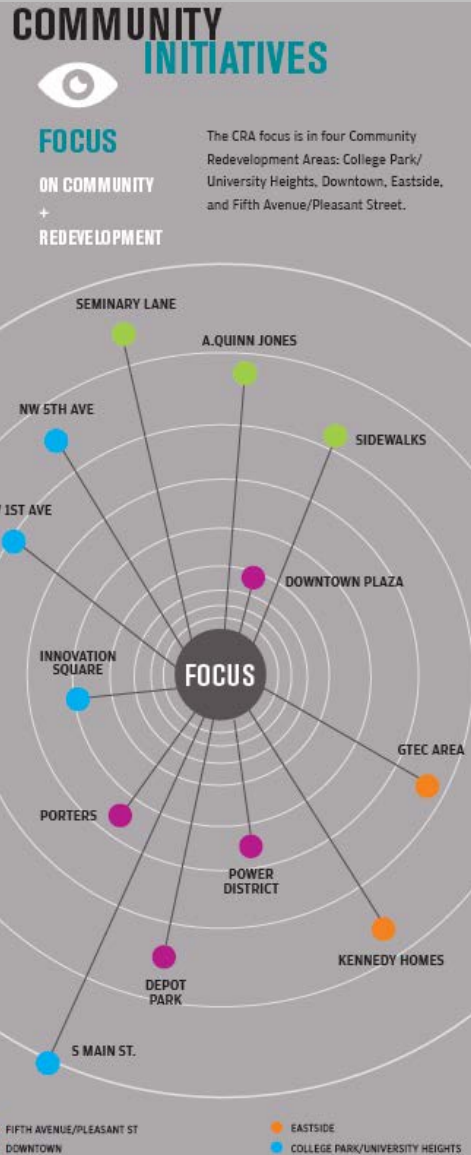 COMMUNITY
INITIATIVES
FOCUS
ON COMMUNITY
+
REDEVELOPMENT
The CRA focus is in four Community
Redevelopment Areas: College Park/
University Heights, Downtown, Eastside,
and Fifth Avenue/Pleasant Street.
SEMINARY LANE
A.QUINN JONES
NW 5TH AVE
SIDEWALKS
1ST AVE
DOWNTOWN PLAZA
INNOVATION
SQUARE
FOCUS
GTEC AREA
PORTERS
POWER
DISTRICT
KENNEDY HOMES
DEPOT
PARK
S MAIN ST.
FIFTH AVENUE/PLEASANT ST
EASTSIDE
DOWNTOWN
COLLEGE PARK/UNIVERSITY HEIGHTS